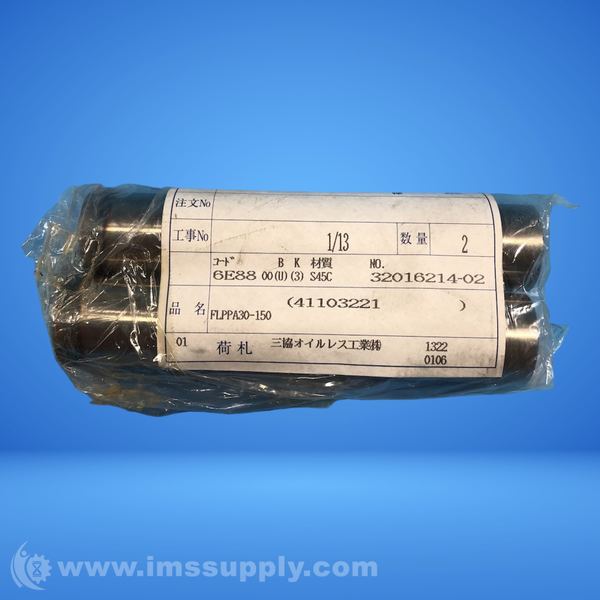 注文No
工事No 1/13 数量 2
コード B K 材質 NO.
6E88 00(U)(3) S45C 32016214-02
(41103221 )
品名 FLPPA30-150
01 荷札 三協オイルレス工業㈱ 1322
0106
www.imssupply.com